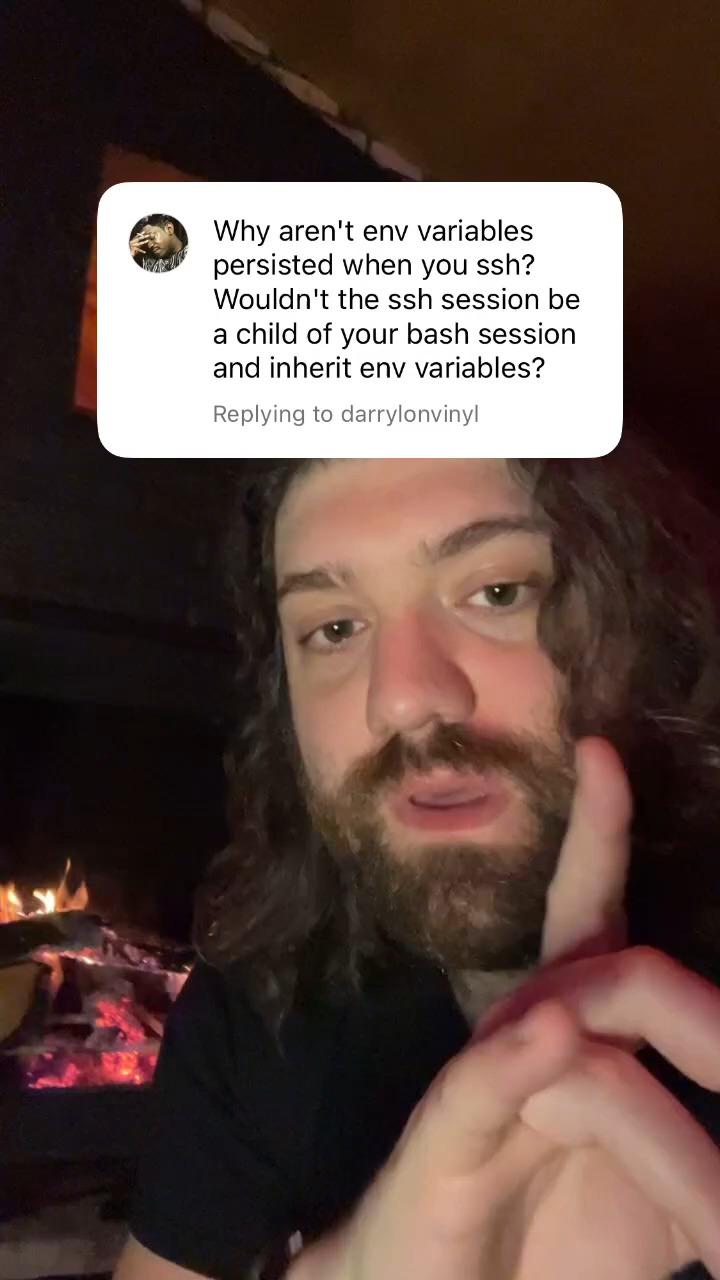 Why aren't env variables
persisted when you ssh?
Wouldn't the ssh session be
a child of your bash session
and inherit env variables?
Replying to darrylonvinyl